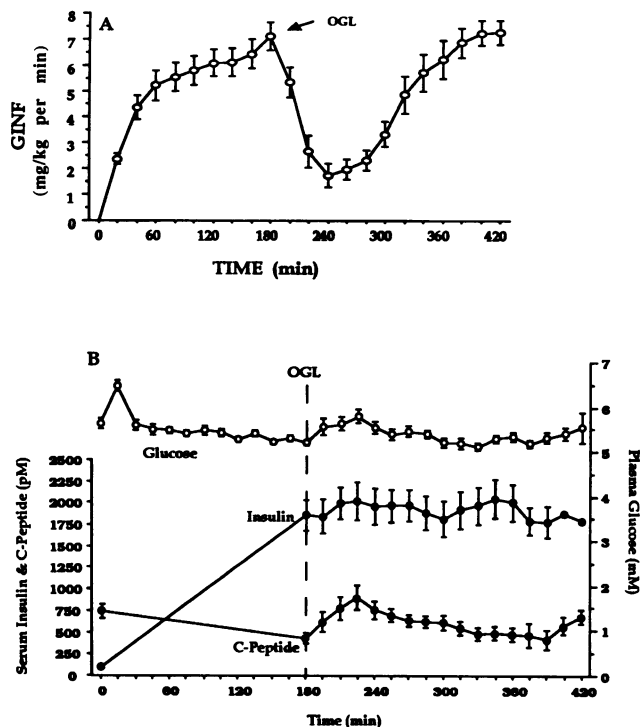 A
OGL
8
7
6
5
4
3
2
1
0
GINF
(mg/kg per min)
0 60 120 180 240 300 360 420
TIME (min)
B
OGL
7
6
5
4
3
2
1
0
Plasma Glucose (mM)
Glucose
2500
2250
2000
1750
1500
1250
1000
750
500
250
0
Serum Insulin & C-Peptide (pM)
Insulin
C-Peptide
0 60 120 180 240 300 360 420
Time (min)